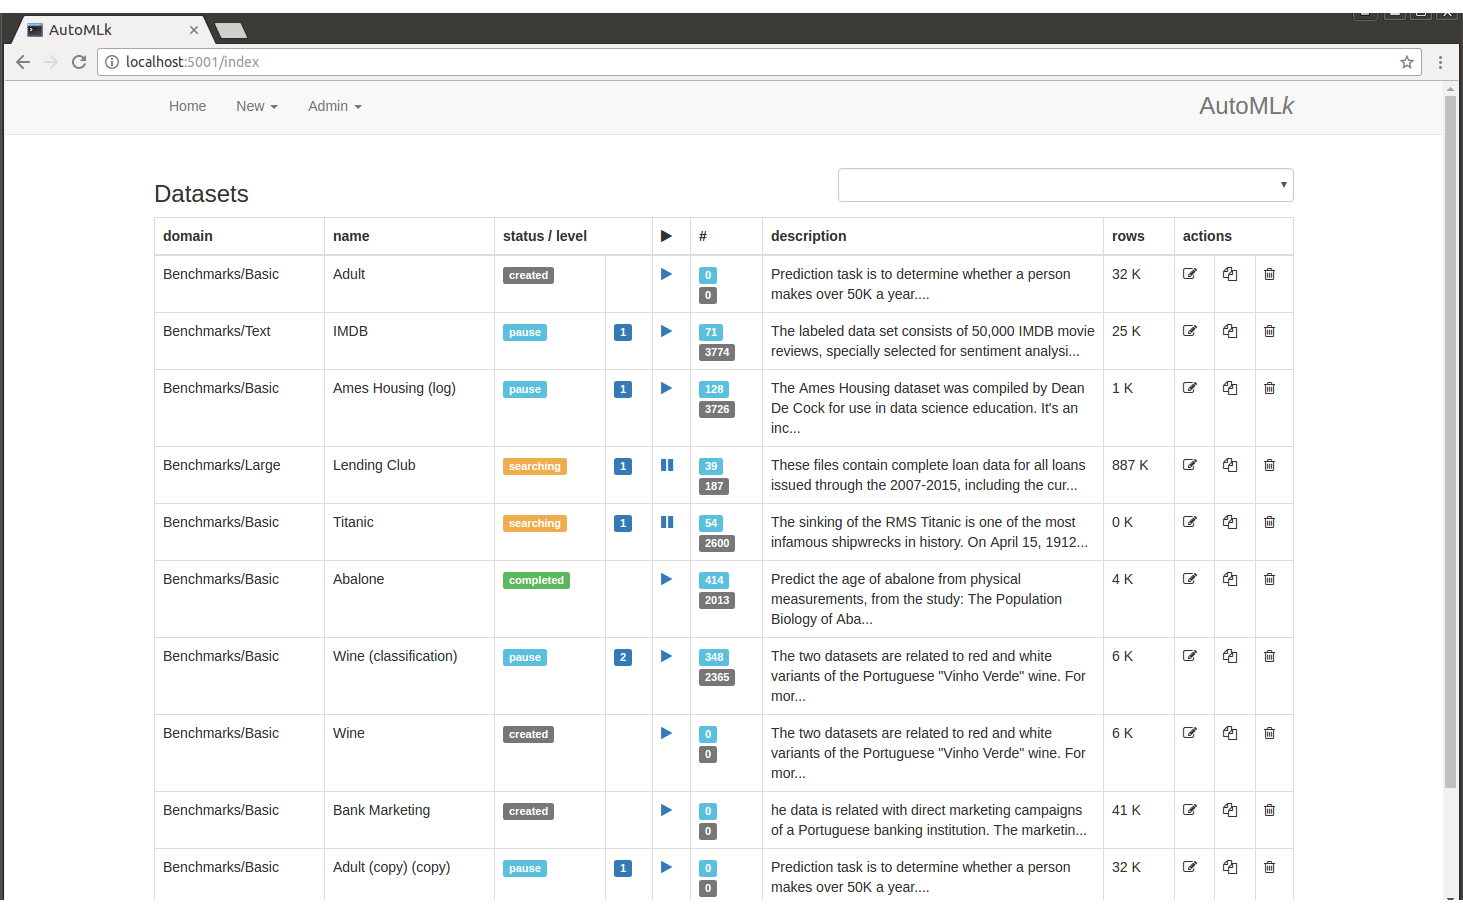 AutoMLk
localhost:5001/index
Home New Admin AutoMLk
Datasets
domain name status / level # description rows actions
Benchmarks/Basic Adult created 0 Prediction task is to determine whether a person 32 K
0 makes over 50K a year....
Benchmarks/Text IMDB pause 1 71 The labeled data set consists of 50,000 IMDB movie 25 K
3774 reviews, specially selected for sentiment analysi...
Benchmarks/Basic Ames Housing (log) pause 1 128 The Ames Housing dataset was compiled by Dean 1 K
3726 De Cock for use in data science education. It's an
inc...
Benchmarks/Large Lending Club searching 1 39 These files contain complete loan data for all loans 887 K
187 issued through the 2007-2015, including the cur...
Benchmarks/Basic Titanic searching 1 54 The sinking of the RMS Titanic is one of the most 0 K
2600 infamous shipwrecks in history. On April 15, 1912...
Benchmarks/Basic Abalone completed 414 Predict the age of abalone from physical 4 K
2013 measurements, from the study: The Population
Biology of Aba...
Benchmarks/Basic Wine (classification) pause 2 348 The two datasets are related to red and white 6 K
2365 variants of the Portuguese "Vinho Verde" wine. For
mor...
Benchmarks/Basic Wine created 0 The two datasets are related to red and white 6 K
0 variants of the Portuguese "Vinho Verde" wine. For
mor...
Benchmarks/Basic Bank Marketing created 0 he data is related with direct marketing campaigns 41 K
0 of a Portuguese banking institution. The marketin...
Benchmarks/Basic Adult (copy) (copy) pause 1 0 Prediction task is to determine whether a person 32 K
0 makes over 50K a year....